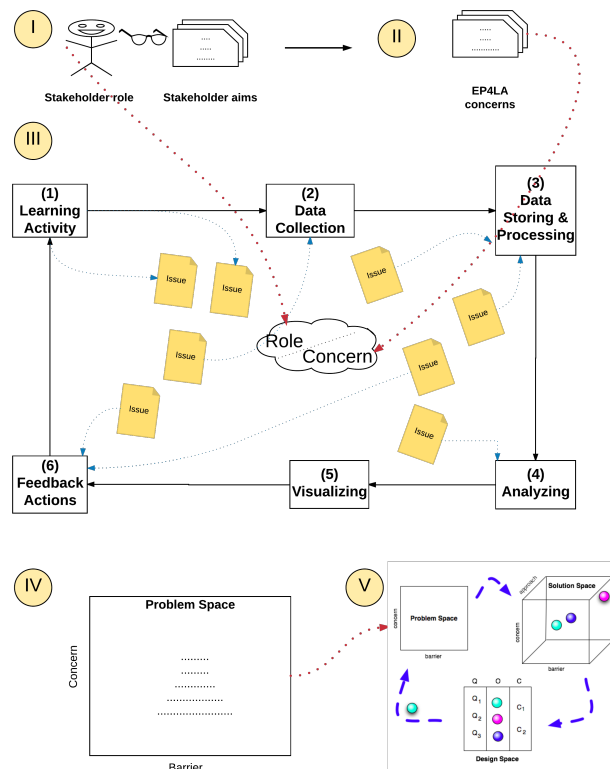 I
II
Stakeholder role
Stakeholder aims
EP4LA
concerns
III
(1)
Learning
Activity
(2)
Data
Collection
(3)
Data
Storing &
Processing
Issue
Issue
Issue
Issue
Issue
Issue
Issue
Issue
Role
Concern
(6)
Feedback
Actions
(5)
Visualizing
(4)
Analyzing
IV
Problem Space
Concern
Barrier
V
Problem Space
concern
barrier
approach
Solution Space
concern
barrier
Q O C
Q1
Q2
Q3
C1
C2
Design Space